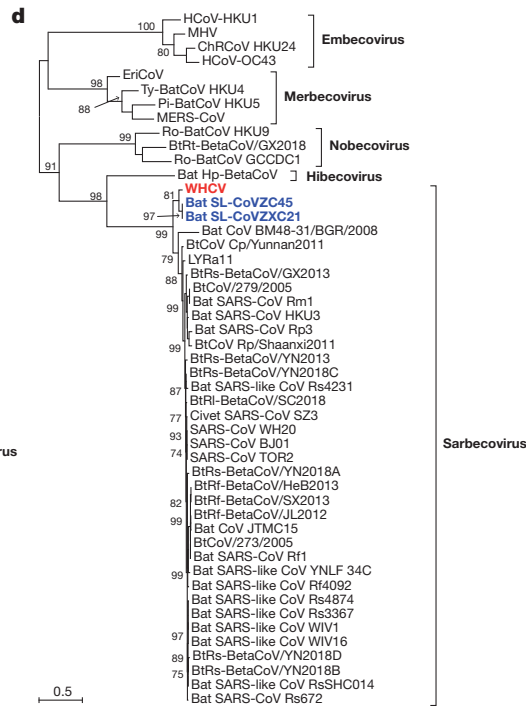 d
100
HCoV-HKU1
MHV
ChRCoV HKU24
80
HCoV-OC43
Embecovirus
EriCoV
98
Ty-BatCoV HKU4
88
Pi-BatCoV HKU5
MERS-CoV
Merbecovirus
Ro-BatCoV HKU9
99
BtRt-BetaCoV/GX2018
Ro-BatCoV GCCDC1
Nobecovirus
91
Bat Hp-BetaCoV
Hibecovirus
98
WHCV
81
Bat SL-CoVZC45
97
Bat SL-CoVZXC21
99
Bat CoV BM48-31/BGR/2008
BtCoV Cp/Yunnan2011
79
LYRa11
88
BtRs-BetaCoV/GX2013
BtCoV/279/2005
Bat SARS-CoV Rm1
99
Bat SARS-CoV HKU3
Bat SARS-CoV Rp3
99
BtCoV Rp/Shaanxi2011
BtRs-BetaCoV/YN2013
BtRs-BetaCoV/YN2018C
87
Bat SARS-like CoV Rs4231
BtRl-BetaCoV/SC2018
77
Civet SARS-CoV SZ3
93
SARS-CoV WH20
SARS-CoV BJ01
74
SARS-CoV TOR2
BtRs-BetaCoV/YN2018A
BtRf-BetaCoV/HeB2013
82
BtRf-BetaCoV/SX2013
99
BtRf-BetaCoV/JL2012
Bat CoV JTMC15
BtCoV/273/2005
Bat SARS-CoV Rf1
99
Bat SARS-like CoV YNLF 34C
Bat SARS-like CoV Rf4092
Bat SARS-like CoV Rs4874
Bat SARS-like CoV Rs3367
Bat SARS-like CoV WIV1
97
Bat SARS-like CoV WIV16
89
BtRs-BetaCoV/YN2018D
75
BtRs-BetaCoV/YN2018B
Bat SARS-like CoV RsSHC014
Bat SARS-CoV Rs672
Sarbecovirus
rus
0.5